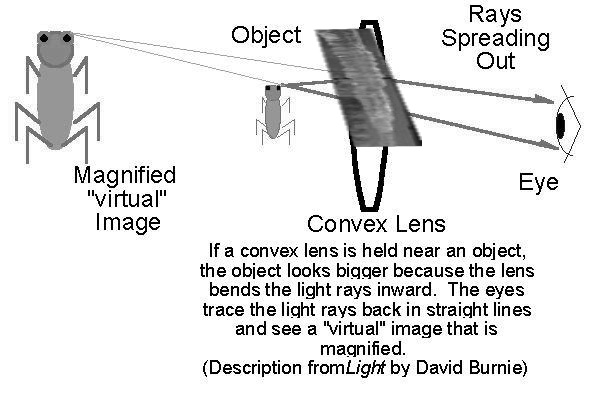 Rays
Object
Spreading
Out
Eye
Magnified
"virtual"
Image
Convex Lens
If a convex lens is held near an object,
the object looks bigger because the lens
bends the light rays inward. The eyes
trace the light rays back in straight lines
and see a "virtual" image that is
magnified.
(Description from Light by David Burnie)